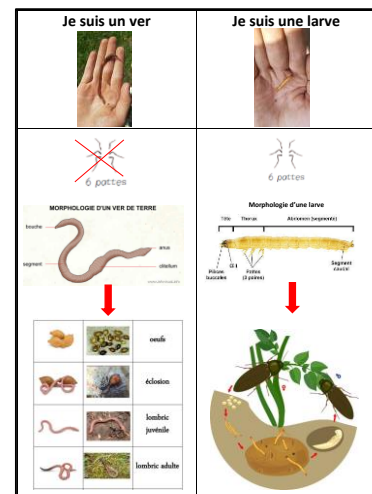 Je suis un ver
Je suis une larve
6 pattes
6 pattes
MORPHOLOGIE D'UN VER DE TERRE
bouche
anus
segment
clitellum
Morphologie d'une larve
Tête
Thorax
Abdomen (segmenté)
Pièces buccales
Pattes
(3 paires)
Segment caudal
oeufs
éclosion
lombric
juvénile
lombric adulte